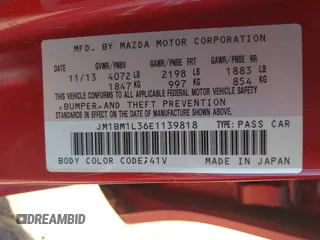 MFD. BY MAZDA MOTOR CORPORATION
GVWR/PNBV GAWR/PNBE FR GAWR/PNBE RR
11/13 4072 LB 2198 LB 1883 LB
1847 KG 997 KG 854 KG
THIS VEHICLE CONFORMS TO ALL APPLICABLE FEDERAL MOTOR VEHICLE SAFETY
,BUMPER,AND THEFT PREVENTION
STANDARDS IN EFFECT ON THE DATE OF MANUFACTURE SHOWN ABOVE.
JM1BM1L36E1139818 TYPE:PASS CAR
BODY COLOR CODE:41V MADE IN JAPAN
DREAMBID